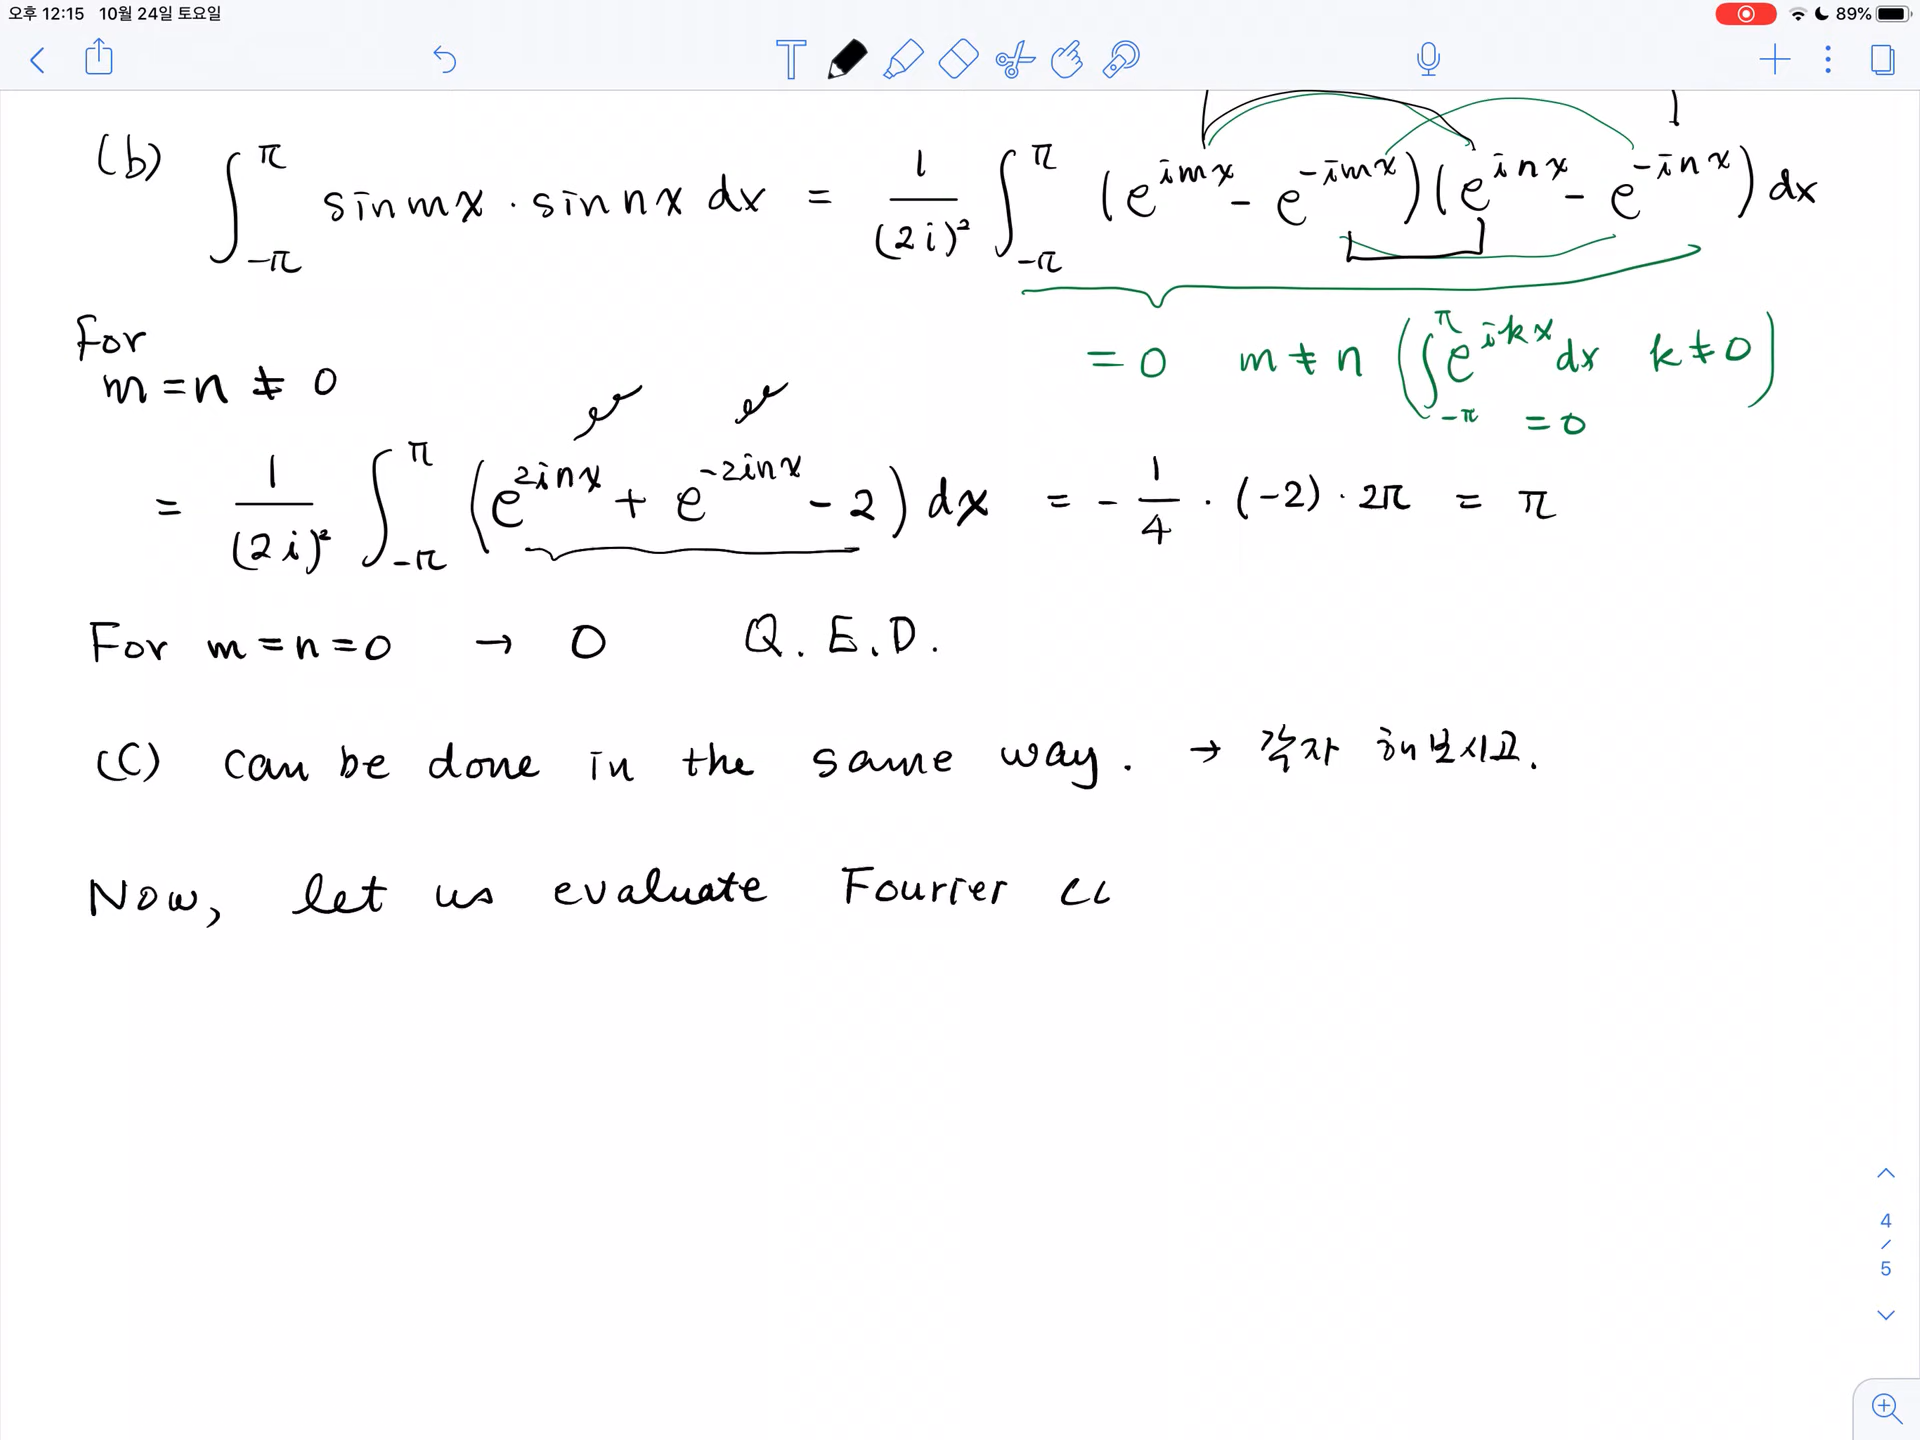 오후 12:15 10월 24일 토요일 89%
(b) ∫_{-π}^{π} sin mx · sin nx dx = 1/(2i)² ∫_{-π}^{π} (e^{imx} - e^{-imx})(e^{inx} - e^{-inx}) dx
= 0 m ≠ n (∫_{-π}^{π} e^{ikx} dx k ≠ 0) = 0
For
m = n ≠ 0
= 1/(2i)² ∫_{-π}^{π} (e^{2inx} + e^{-2inx} - 2) dx = - 1/4 · (-2) · 2π = π
For m = n = 0 → 0 Q.E.D.
(C) can be done in the same way. → 각자 해보시고.
Now, let us evaluate Fourier
4
/
5